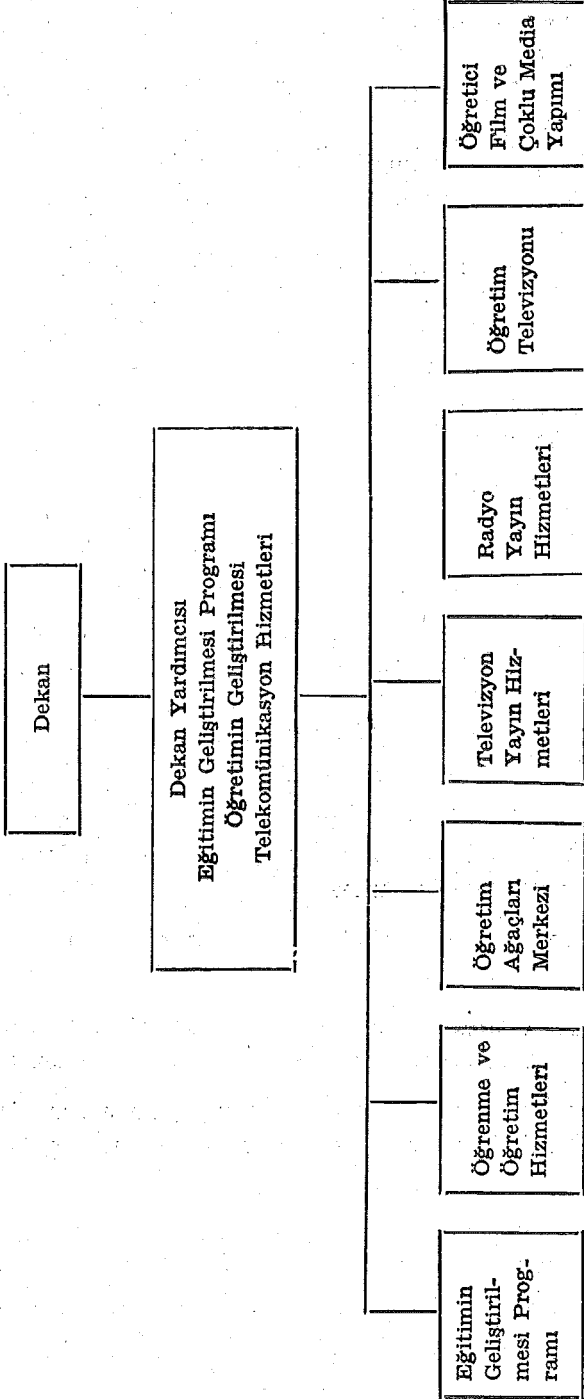 Dekan
Dekan Yardımcısı
Eğitimin Geliştirilmesi Programı
Öğretimin Geliştirilmesi
Telekomünikasyon Hizmetleri
Eğitimin
Geliştiril-
mesi Prog-
ramı
Öğrenme ve
Öğretim
Hizmetleri
Öğretim
Ağaçları
Merkezi
Televizyon
Yayın Hiz-
metleri
Radyo
Yayın
Hizmetleri
Öğretim
Televizyonu
Öğretici
Film ve
Çoklu Media
Yapımı